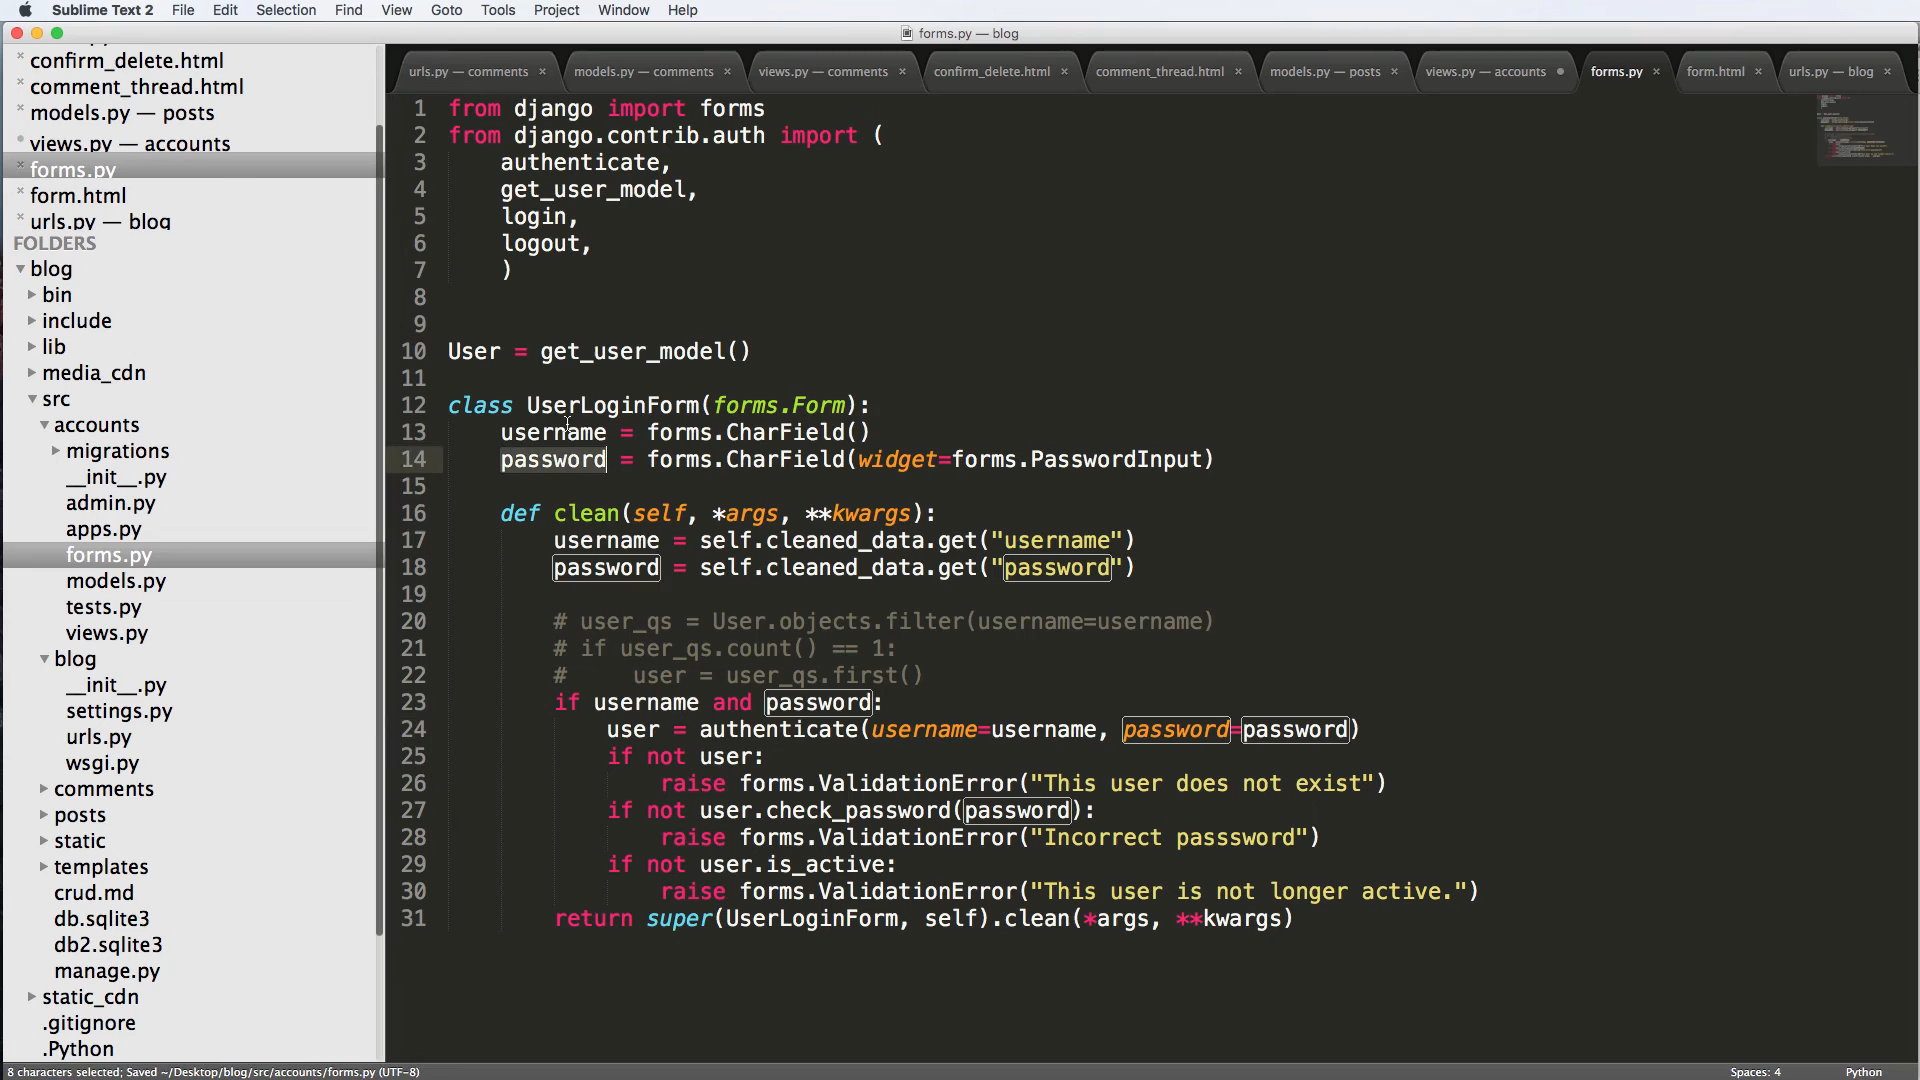 Sublime Text 2 File Edit Selection Find View Goto Tools Project Window Help
forms.py — blog
urls.py — comments × models.py — comments × views.py — comments × confirm_delete.html × comment_thread.html × models.py — posts × views.py — accounts forms.py × form.html × urls.py — blog ×
× confirm_delete.html
× comment_thread.html
× models.py — posts
views.py — accounts
× forms.py
× form.html
× urls.py — blog
FOLDERS
blog
bin
include
lib
media_cdn
src
accounts
migrations
__init__.py
admin.py
apps.py
forms.py
models.py
tests.py
views.py
blog
__init__.py
settings.py
urls.py
wsgi.py
comments
posts
static
templates
crud.md
db.sqlite3
db2.sqlite3
manage.py
static_cdn
.gitignore
.Python
1 from django import forms
2 from django.contrib.auth import (
3     authenticate,
4     get_user_model,
5     login,
6     logout,
7     )
8
9
10 User = get_user_model()
11
12 class UserLoginForm(forms.Form):
13     username = forms.CharField()
14     password = forms.CharField(widget=forms.PasswordInput)
15
16     def clean(self, *args, **kwargs):
17         username = self.cleaned_data.get("username")
18         password = self.cleaned_data.get("password")
19
20         # user_qs = User.objects.filter(username=username)
21         # if user_qs.count() == 1:
22         #     user = user_qs.first()
23         if username and password:
24             user = authenticate(username=username, password=password)
25             if not user:
26                 raise forms.ValidationError("This user does not exist")
27             if not user.check_password(password):
28                 raise forms.ValidationError("Incorrect passsword")
29             if not user.is_active:
30                 raise forms.ValidationError("This user is not longer active.")
31         return super(UserLoginForm, self).clean(*args, **kwargs)
8 characters selected; Saved ~/Desktop/blog/src/accounts/forms.py (UTF-8) Spaces: 4 Python